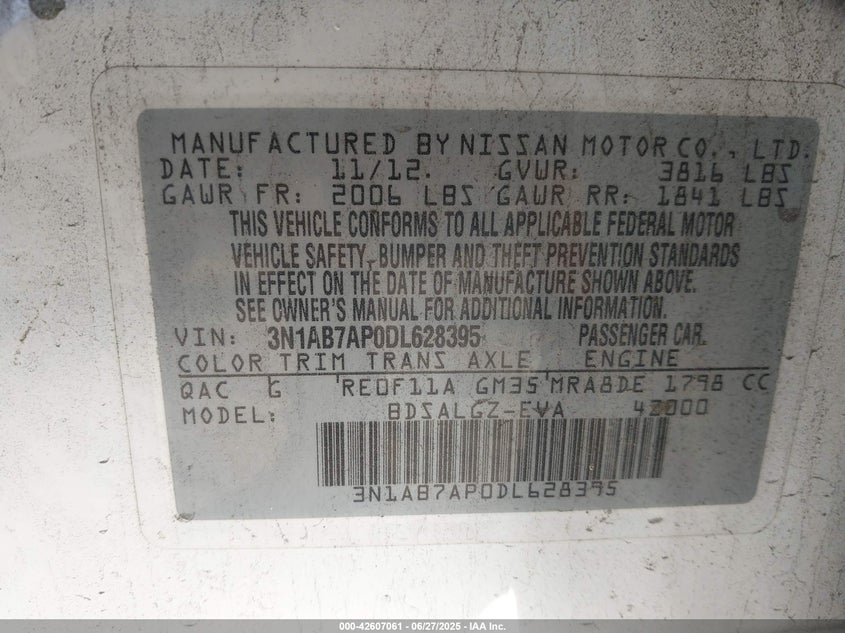 MANUFACTURED BY NISSAN MOTOR CO., LTD.
DATE: 11/12. GVWR: 3816 LBS
GAWR FR: 2006 LBS GAWR RR: 1841 LBS
THIS VEHICLE CONFORMS TO ALL APPLICABLE FEDERAL MOTOR
VEHICLE SAFETY, BUMPER AND THEFT PREVENTION STANDARDS
IN EFFECT ON THE DATE OF MANUFACTURE SHOWN ABOVE.
SEE OWNER'S MANUAL FOR ADDITIONAL INFORMATION.
VIN: 3N1AB7AP0DL628395 PASSENGER CAR.
COLOR TRIM TRANS AXLE ENGINE
QAC G RE0F11A GM35 MRA8DE 1798 CC
MODEL: BDSALGZ-EVA 42000
3N1AB7AP0DL628395
000-42607061 | 06/27/2025 - IAA Inc.